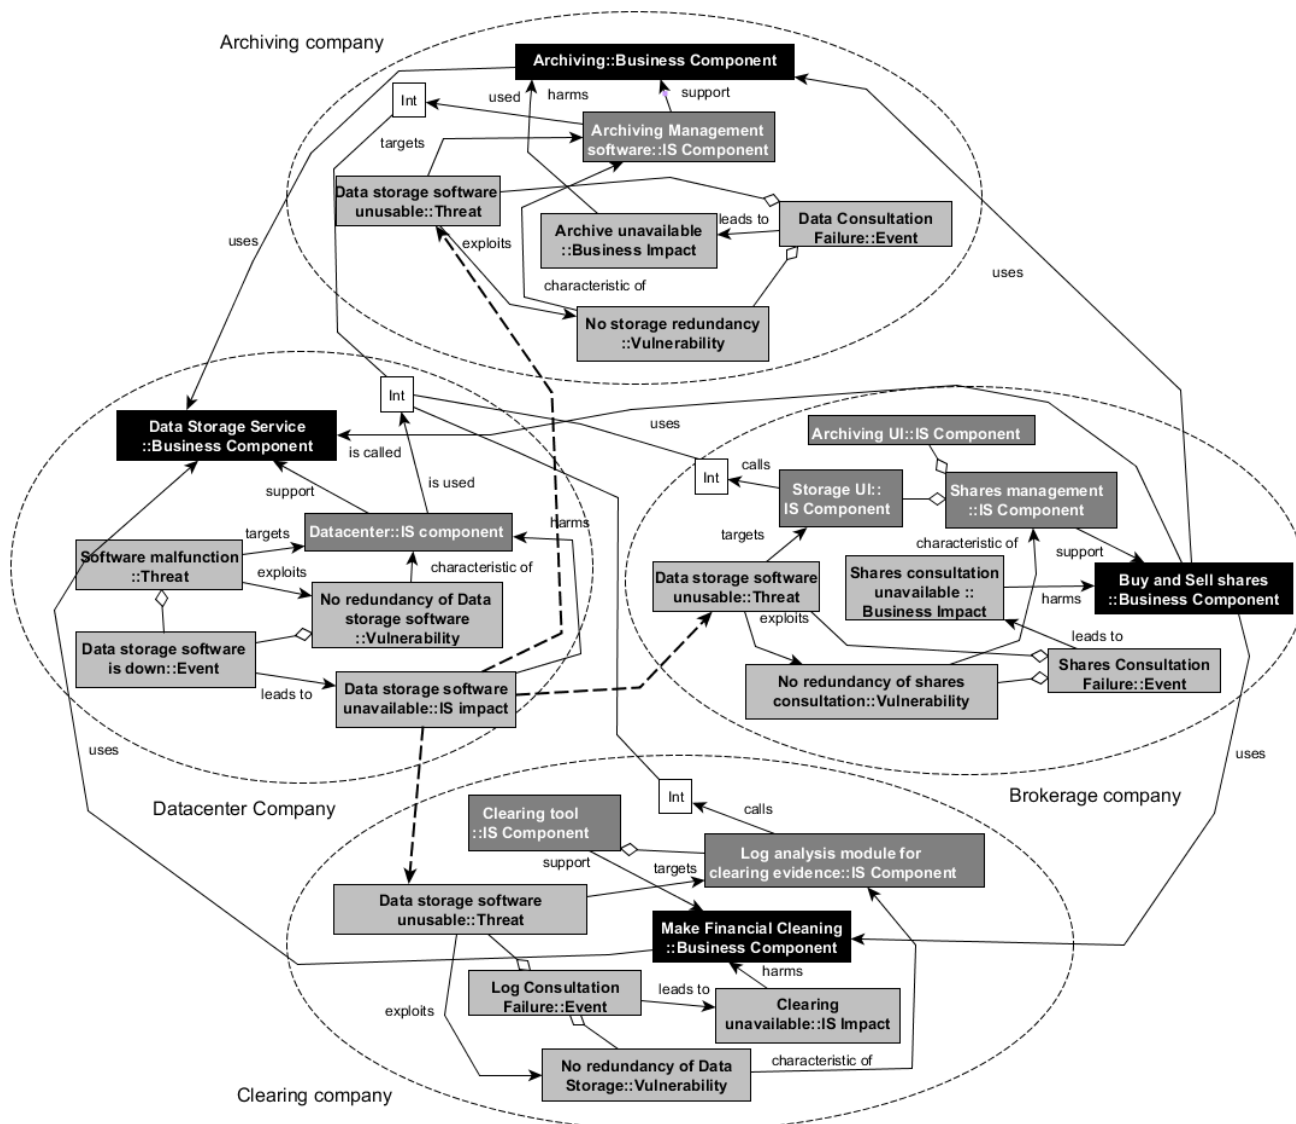 Archiving company
Archiving::Business Component
Int
used
harms
support
targets
Archiving Management
software::IS Component
Data storage software
unusable::Threat
Archive unavailable
::Business Impact
leads to
Data Consultation
Failure::Event
uses
exploits
characteristic of
uses
No storage redundancy
::Vulnerability
Int
Data Storage Service
::Business Component
is called
uses
Archiving UI::IS Component
support
is used
Int
calls
Storage UI::
IS Component
Shares management
::IS Component
targets
Datacenter::IS component
harms
targets
characteristic of
support
Software malfunction
::Threat
exploits
characteristic of
No redundancy of Data
storage software
::Vulnerability
Data storage software
unusable::Threat
Shares consultation
unavailable ::
Business Impact
harms
Buy and Sell shares
::Business Component
exploits
leads to
Data storage software
is down::Event
leads to
Data storage software
unavailable::IS impact
No redundancy of shares
consultation::Vulnerability
Shares Consultation
Failure::Event
uses
uses
Datacenter Company
Int
Brokerage company
calls
Clearing tool
::IS Component
support
targets
Log analysis module for
clearing evidence::IS Component
Data storage software
unusable::Threat
Make Financial Cleaning
::Business Component
harms
Log Consultation
Failure::Event
leads to
Clearing
unavailable::IS Impact
exploits
No redundancy of Data
Storage::Vulnerability
characteristic of
Clearing company